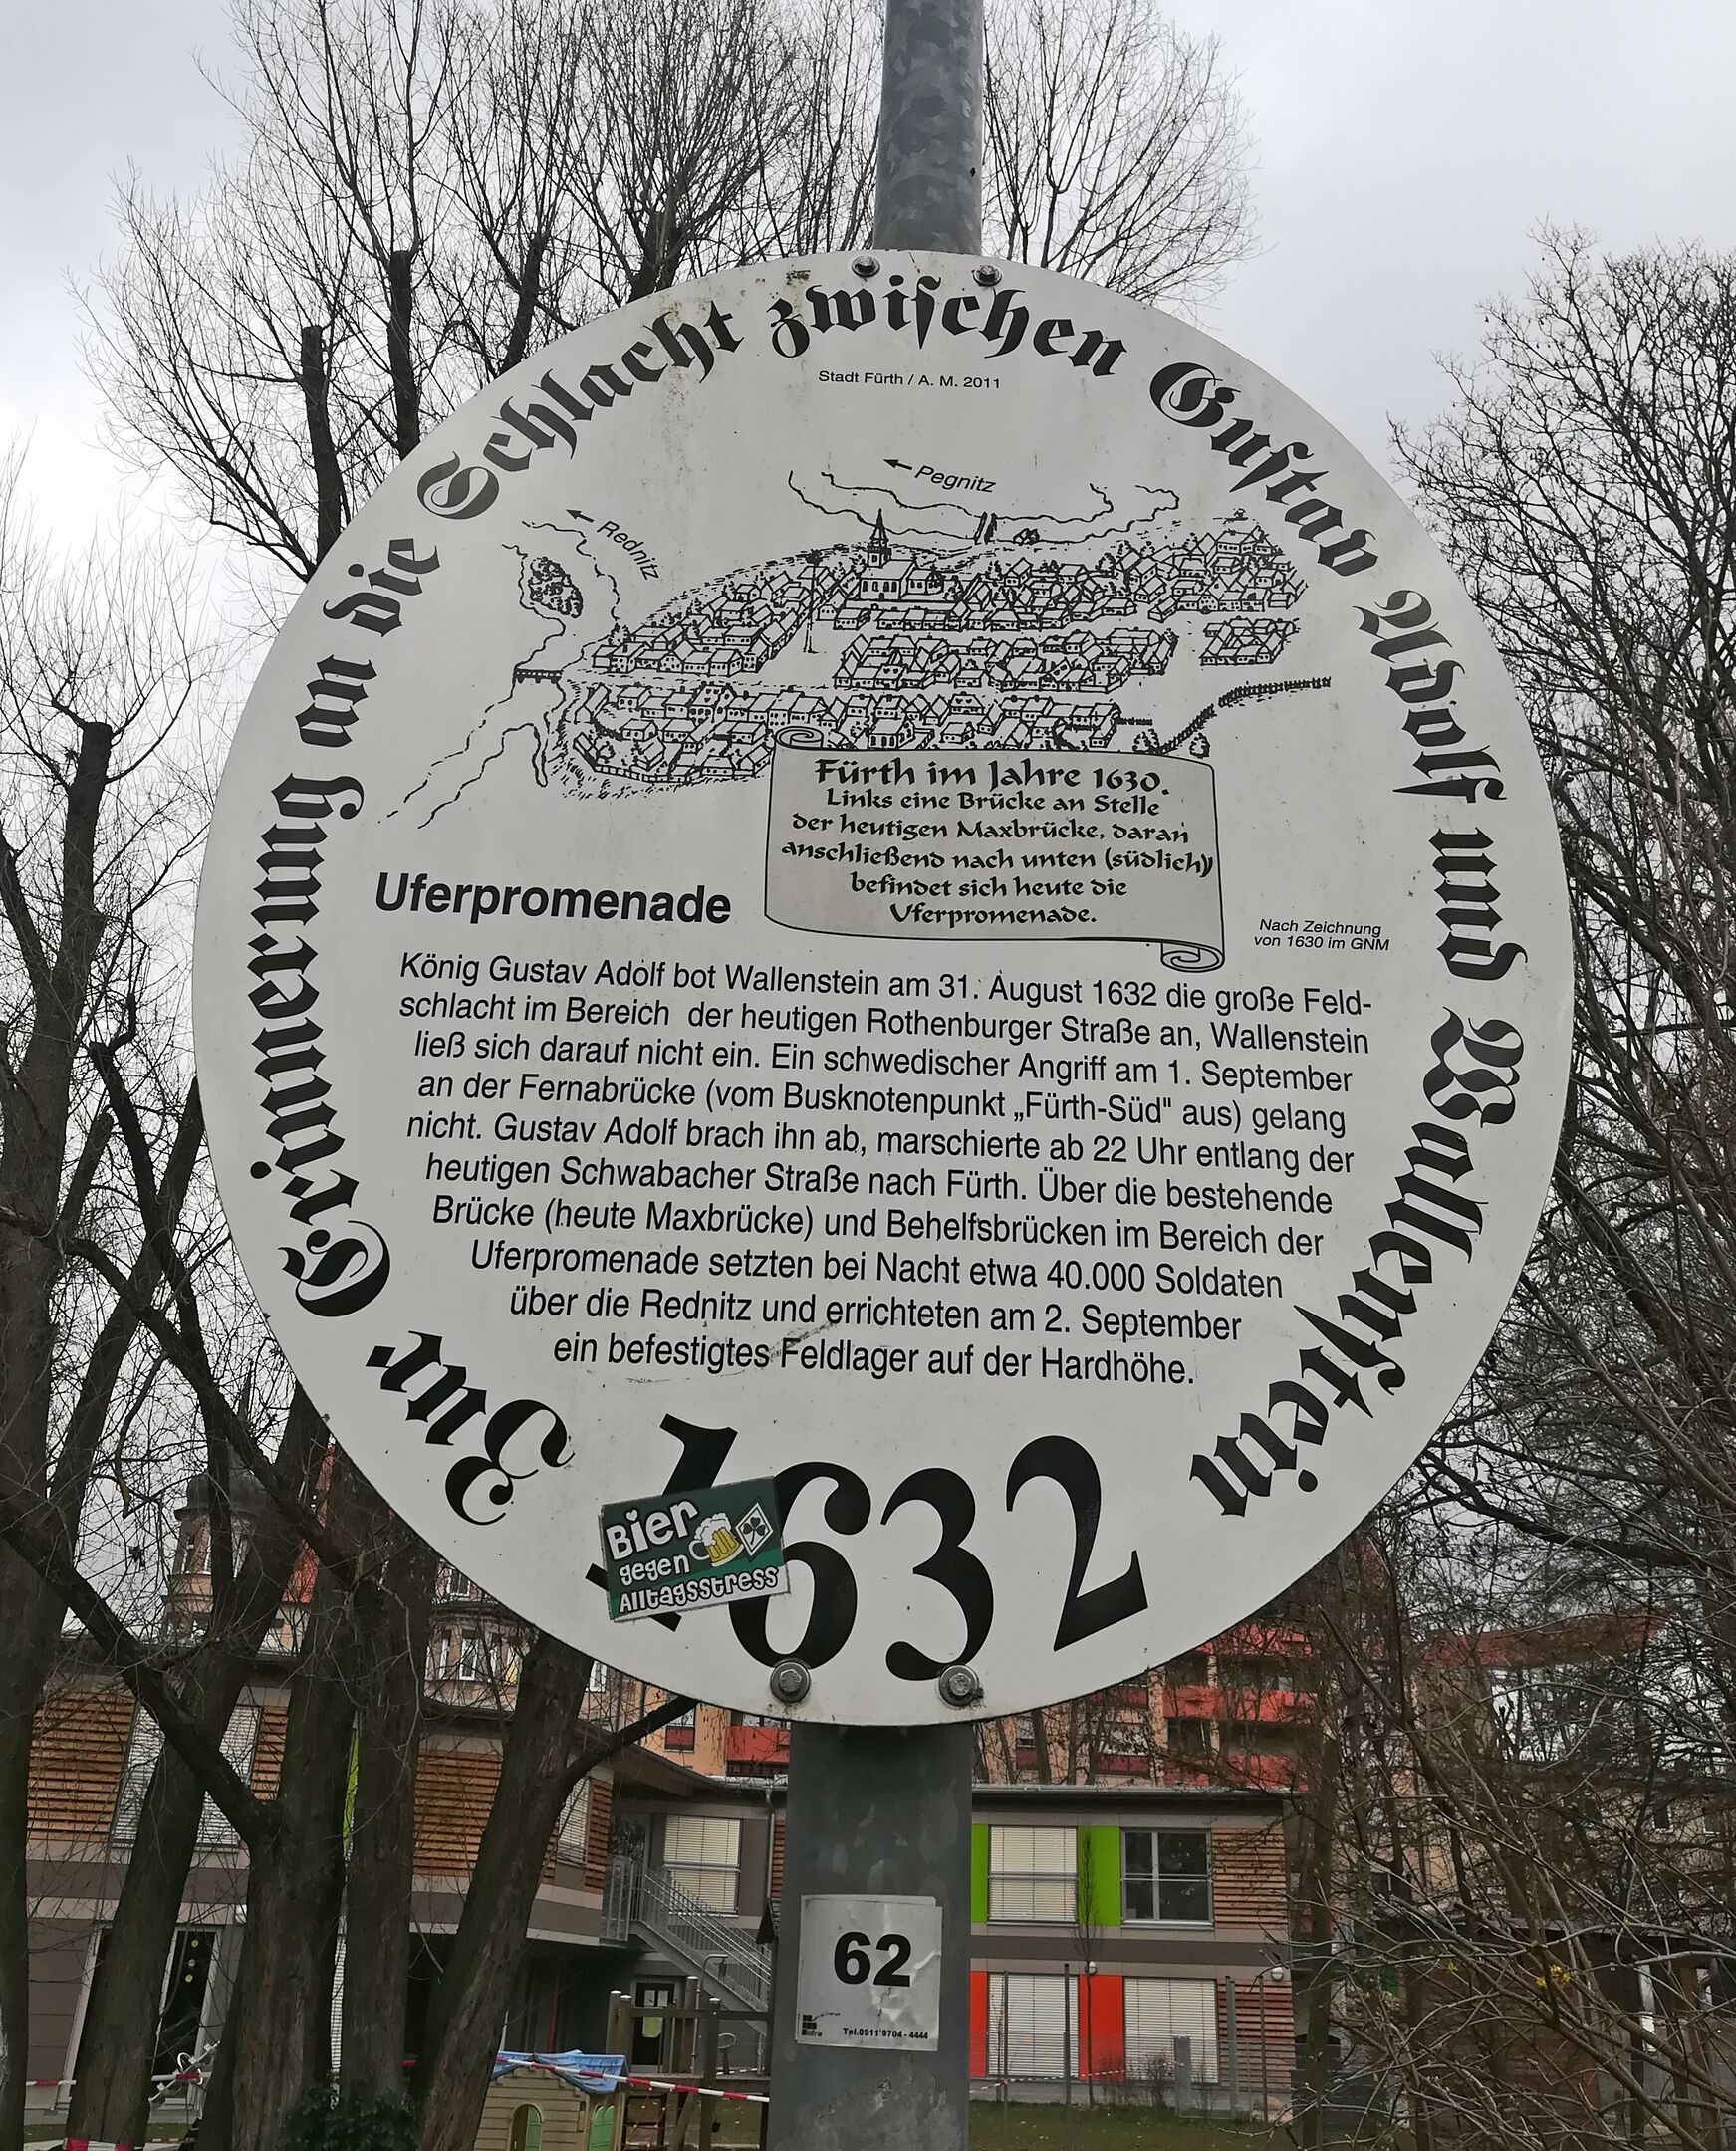 Zur Erinnerung an die Schlacht zwischen Gustav Adolf und Wallenstein
Stadt Fürth / A. M. 2011
Pegnitz
Rednitz
Fürth im Jahre 1630.
Links eine Brücke an Stelle
der heutigen Maxbrücke, daran
anschließend nach unten (südlich)
befindet sich heute die
Uferpromenade.
Uferpromenade
Nach Zeichnung
von 1630 im GNM
König Gustav Adolf bot Wallenstein am 31. August 1632 die große Feld-
schlacht im Bereich der heutigen Rothenburger Straße an, Wallenstein
ließ sich darauf nicht ein. Ein schwedischer Angriff am 1. September
an der Fernabrücke (vom Busknotenpunkt „Fürth-Süd" aus) gelang
nicht. Gustav Adolf brach ihn ab, marschierte ab 22 Uhr entlang der
heutigen Schwabacher Straße nach Fürth. Über die bestehende
Brücke (heute Maxbrücke) und Behelfsbrücken im Bereich der
Uferpromenade setzten bei Nacht etwa 40.000 Soldaten
über die Rednitz und errichteten am 2. September
ein befestigtes Feldlager auf der Hardhöhe.
1632
Bier
gegen
Alltagsstress
62
infra
Tel.0911 9704 - 4444